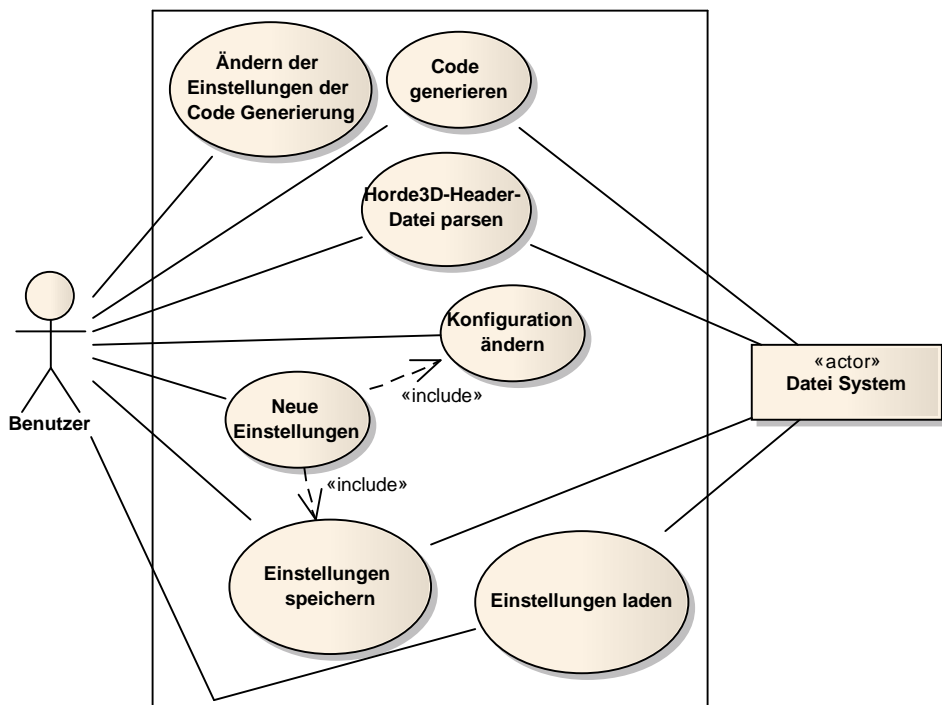 Ändern der
Einstellungen der
Code Generierung
Code
generieren
Horde3D-Header-
Datei parsen
Konfiguration
ändern
«include»
«actor»
Datei System
Benutzer
Neue
Einstellungen
«include»
Einstellungen
speichern
Einstellungen laden